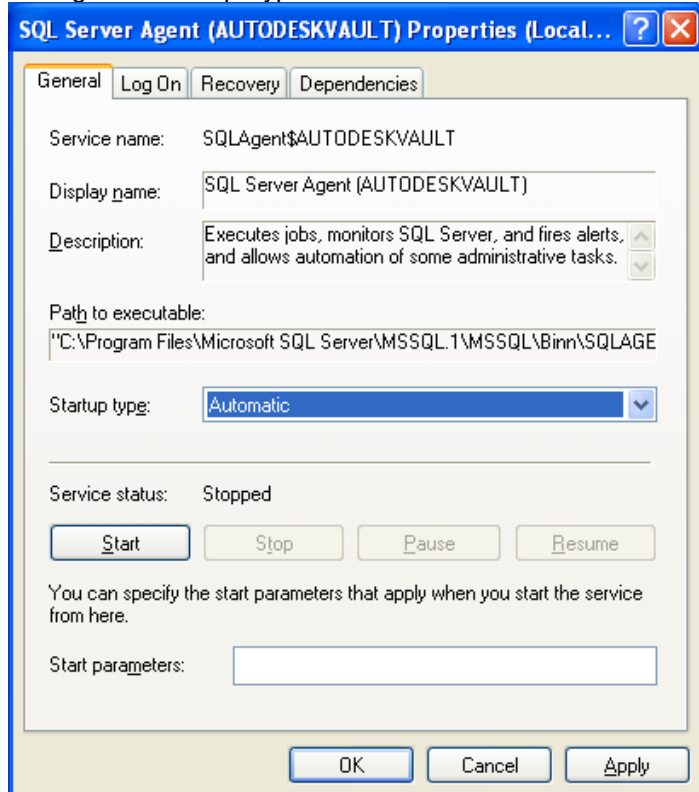 SQL Server Agent (AUTODESKVAULT) Properties (Local...
General Log On Recovery Dependencies
Service name: SQLAgent$AUTODESKVAULT
Display name: SQL Server Agent (AUTODESKVAULT)
Description: Executes jobs, monitors SQL Server, and fires alerts,
and allows automation of some administrative tasks.
Path to executable:
"C:\Program Files\Microsoft SQL Server\MSSQL.1\MSSQL\Binn\SQLAGE
Startup type: Automatic
Service status: Stopped
Start Stop Pause Resume
You can specify the start parameters that apply when you start the service
from here.
Start parameters:
OK Cancel Apply